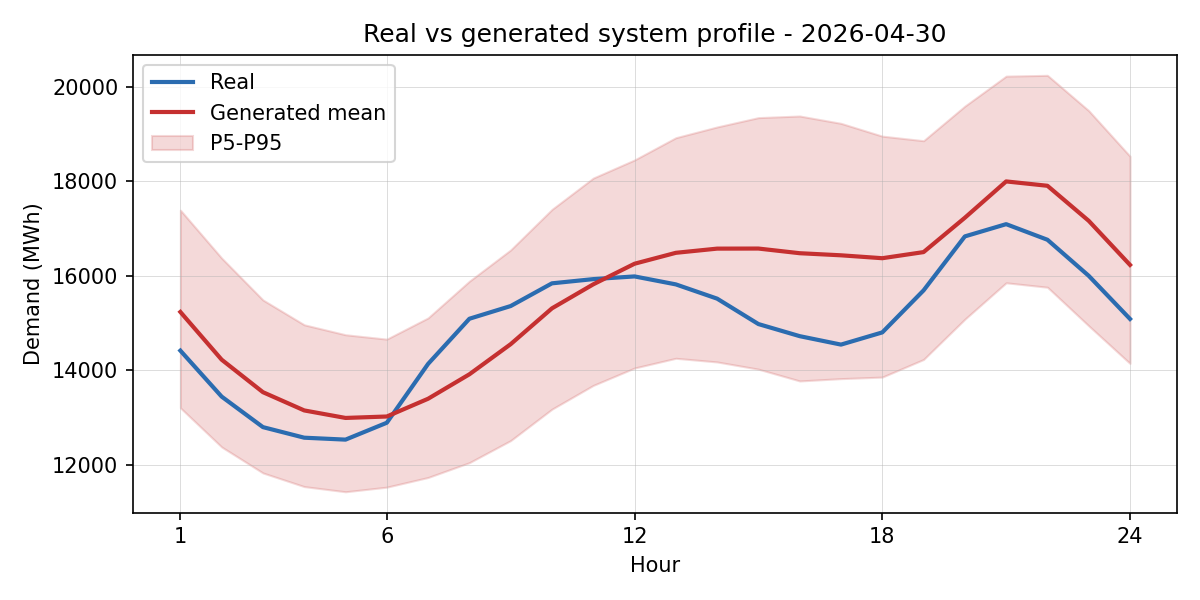 Real vs generated system profile - 2026-04-30
Real
Generated mean
P5-P95
Demand (MWh)
20000
18000
16000
14000
12000
1 6 12 18 24
Hour